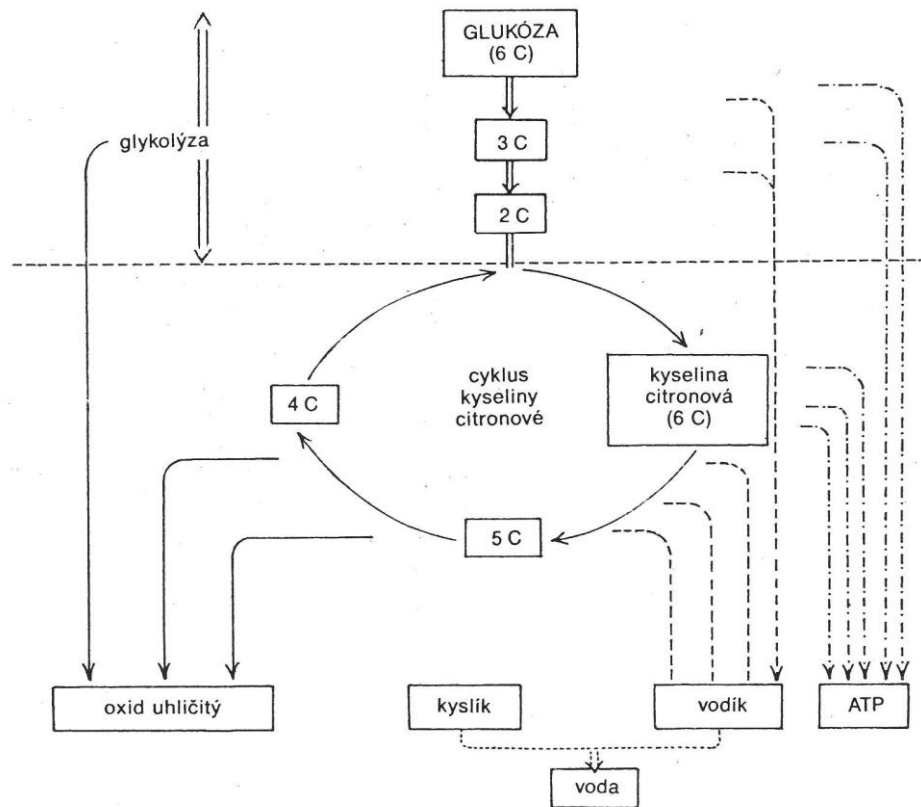 GLUKÓZA
(6 C)
glykolýza
3 C
2 C
cyklus
kyseliny
citronové
kyselina
citronová
(6 C)
4 C
5 C
oxid uhličitý
kyslík
vodík
ATP
voda